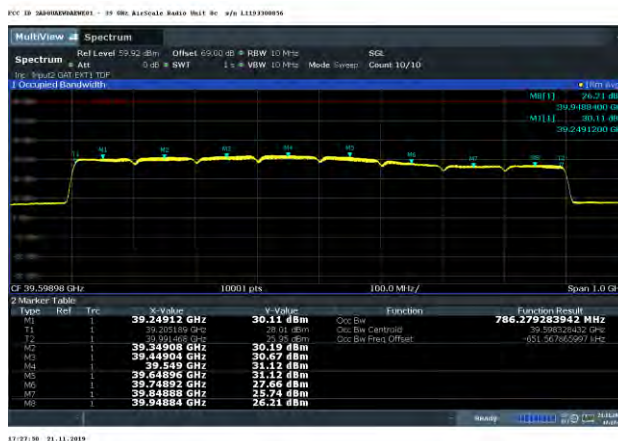 39 GHz AirScale Radio Unit 8c s/n L1193300056
MultiView Spectrum
Ref Level 59.92 dBm Offset 69.00 dB RBW 10 MHz SGL
Spectrum Att 0 dB SWT 1 s VBW 10 MHz Mode Sweep Count 10/10
1 Occupied Bandwidth 1Rm Avg
M8[1] 26.21 dB
39.9488400 GH
M1[1] 30.11 dB
39.2491200 GH
T1 M1 M2 M3 M4 M5 M6 M7 M8 T2
CF 39.59898 GHz 10001 pts 100.0 MHz/ Span 1.0 G
2 Marker Table
Type Ref Trc X-Value Y-Value Function Function Result
M1 1 39.24912 GHz 30.11 dBm Occ Bw 786.279283942 MHz
T1 1 39.205189 GHz 28.01 dBm Occ Bw Centroid 39.598328432 GHz
T2 1 39.991468 GHz 25.95 dBm Occ Bw Freq Offset -651.567865997 kHz
M2 1 39.34908 GHz 30.19 dBm
M3 1 39.44904 GHz 30.67 dBm
M4 1 39.549 GHz 31.12 dBm
M5 1 39.64896 GHz 31.12 dBm
M6 1 39.74892 GHz 27.66 dBm
M7 1 39.84888 GHz 25.74 dBm
M8 1 39.94884 GHz 26.21 dBm
Ready
17:27:50 21.11.2019